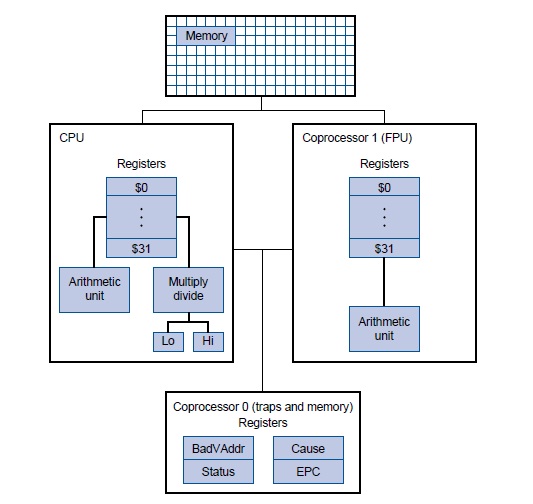 Memory
CPU
Registers
$0
$31
Arithmetic
unit
Multiply
divide
Lo
Hi
Coprocessor 1 (FPU)
Registers
$0
$31
Arithmetic
unit
Coprocessor 0 (traps and memory)
Registers
BadVAddr
Cause
Status
EPC